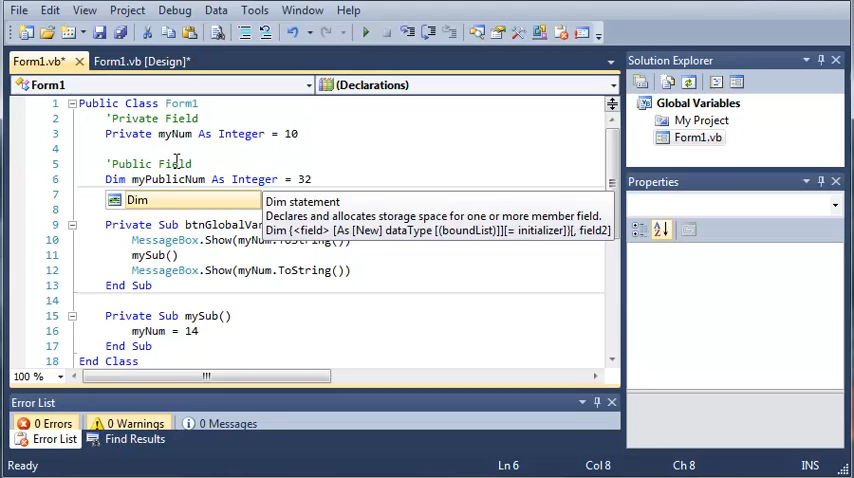 File Edit View Project Debug Data Tools Window Help
Form1.vb* Form1.vb [Design]*
Form1 (Declarations)
1 Public Class Form1
2 'Private Field
3 Private myNum As Integer = 10
4
5 'Public Field
6 Dim myPublicNum As Integer = 32
7
8
9 Private Sub btnGlobalVar
10 MessageBox.Show(myNum.ToString())
11 mySub()
12 MessageBox.Show(myNum.ToString())
13 End Sub
14
15 Private Sub mySub()
16 myNum = 14
17 End Sub
18 End Class
Dim
Dim statement
Declares and allocates storage space for one or more member field.
Dim {<field> [As [New] dataType [(boundList)]][= initializer]}[, field2]
100 %
Error List
0 Errors 0 Warnings 0 Messages
Error List Find Results
Ready Ln 6 Col 8 Ch 8 INS
Solution Explorer
Global Variables
My Project
Form1.vb
Properties